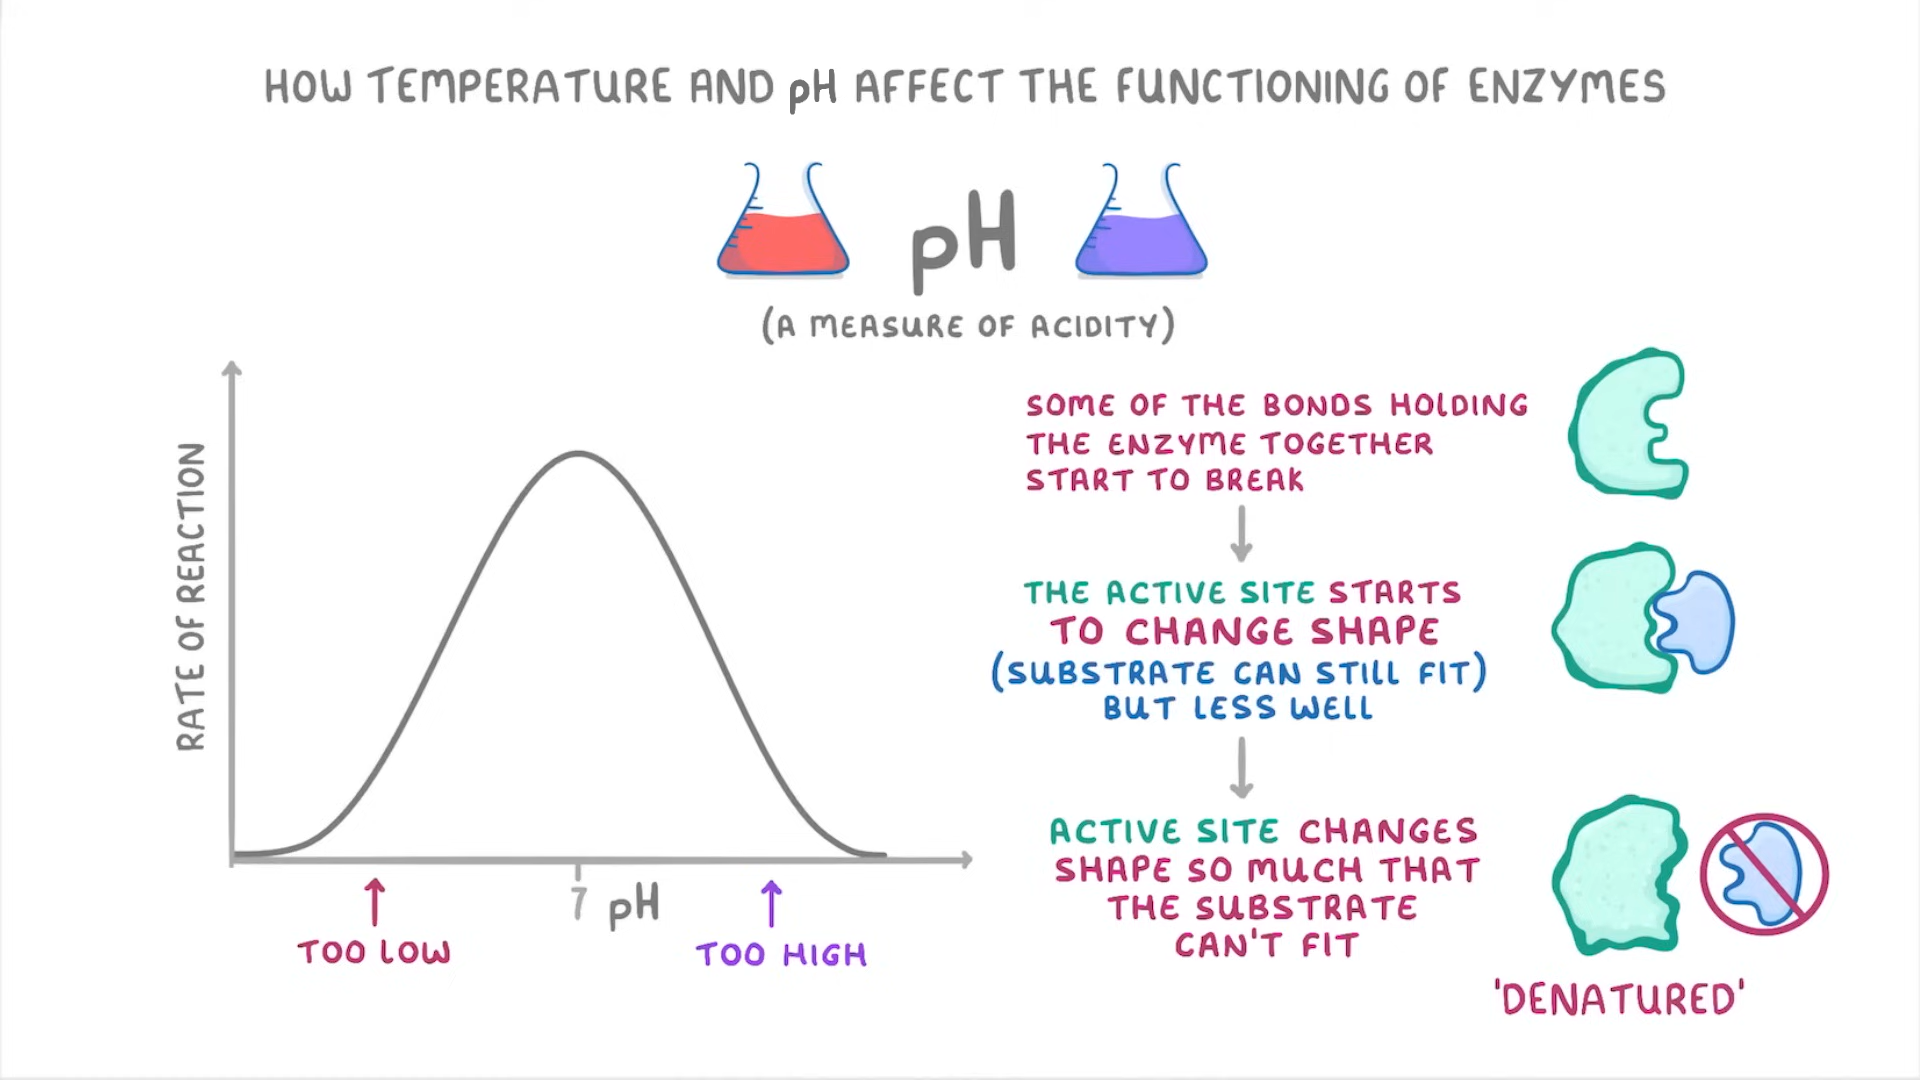 HOW TEMPERATURE AND pH AFFECT THE FUNCTIONING OF ENZYMES
pH
(A MEASURE OF ACIDITY)
RATE OF REACTION
7 pH
TOO LOW
TOO HIGH
SOME OF THE BONDS HOLDING
THE ENZYME TOGETHER
START TO BREAK
THE ACTIVE SITE STARTS
TO CHANGE SHAPE
(SUBSTRATE CAN STILL FIT)
BUT LESS WELL
ACTIVE SITE CHANGES
SHAPE SO MUCH THAT
THE SUBSTRATE
CAN'T FIT
'DENATURED'